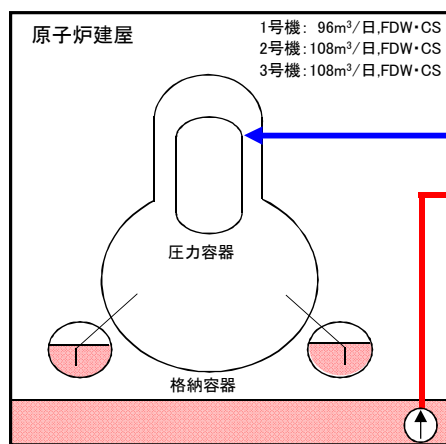 原子炉建屋
1号機: 96m³/日,FDW・CS
2号機:108m³/日,FDW・CS
3号機:108m³/日,FDW・CS
圧力容器
格納容器